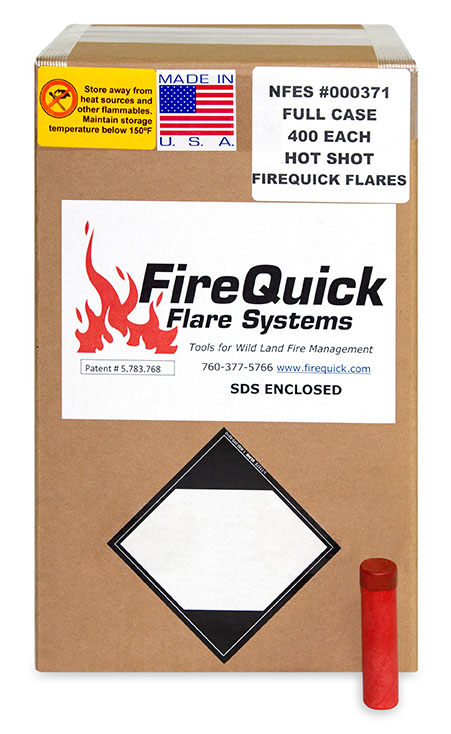 Store away from
heat sources and
other flammables.
Maintain storage
temperature below 150ºF
MADE IN
U. S. A.
NFES #000371
FULL CASE
400 EACH
HOT SHOT
FIREQUICK FLARES
FireQuick
Flare Systems
Tools for Wild Land Fire Management
Patent # 5.783.768
760-377-5766 www.firequick.com
SDS ENCLOSED